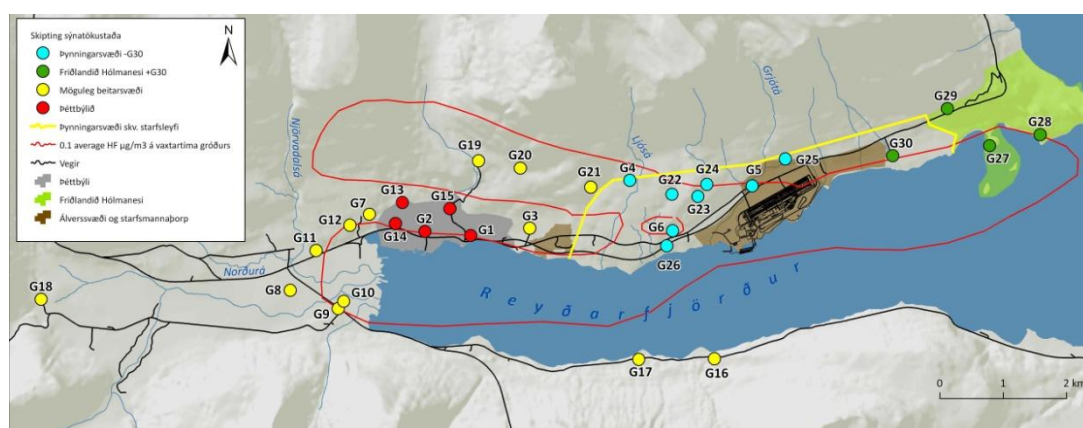 Skipting sýnatökustaða
N
Þynningarsvæði -G30
Friðlandið Hólmanesi +G30
Möguleg beitarsvæði
Þéttbýlið
Þynningarsvæði skv. starfsleyfi
0.1 average HF µg/m3 á vaxtartíma gróðurs
Vegir
Þéttbýli
Friðlandið Hólmanesi
Álverssvæði og starfsmannaþorp
Njörvadalsá
Ljósá
Grjótá
Norðurá
Reyðarfjörður
G29
G28
G27
G30
G25
G5
G24
G22
G23
G4
G21
G6
G26
G20
G19
G15
G13
G7
G12
G14
G2
G1
G3
G11
G8
G10
G9
G18
G17
G16
0 1 2 km